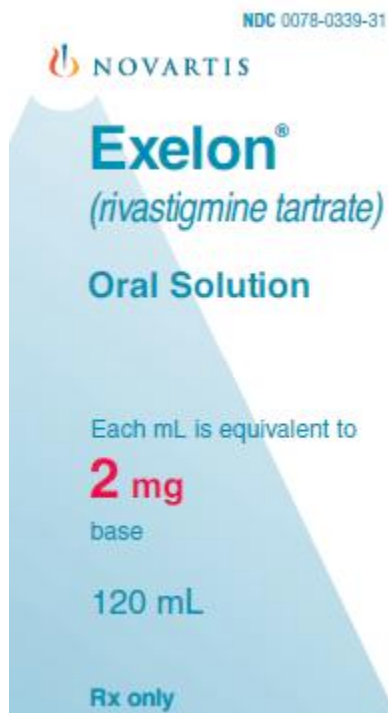 NDC 0078-0339-31
NOVARTIS
Exelon®
(rivastigmine tartrate)
Oral Solution
Each mL is equivalent to
2 mg
base
120 mL
Rx only